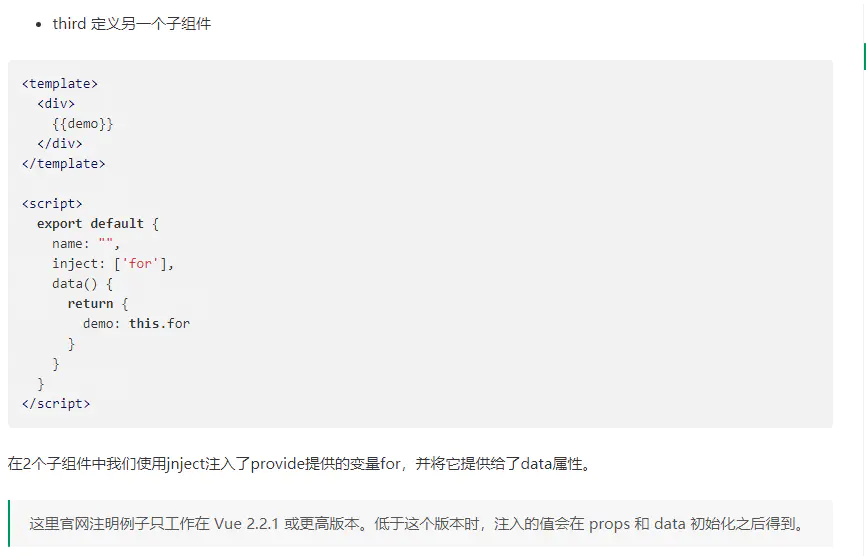 third 定义另一个子组件
<template>
  <div>
    {{demo}}
  </div>
</template>

<script>
  export default {
    name: "",
    inject: ['for'],
    data() {
      return {
        demo: this.for
      }
    }
  }
</script>
在2个子组件中我们使用jnject注入了provide提供的变量for，并将它提供给了data属性。
这里官网注明例子只工作在 Vue 2.2.1 或更高版本。低于这个版本时，注入的值会在 props 和 data 初始化之后得到。